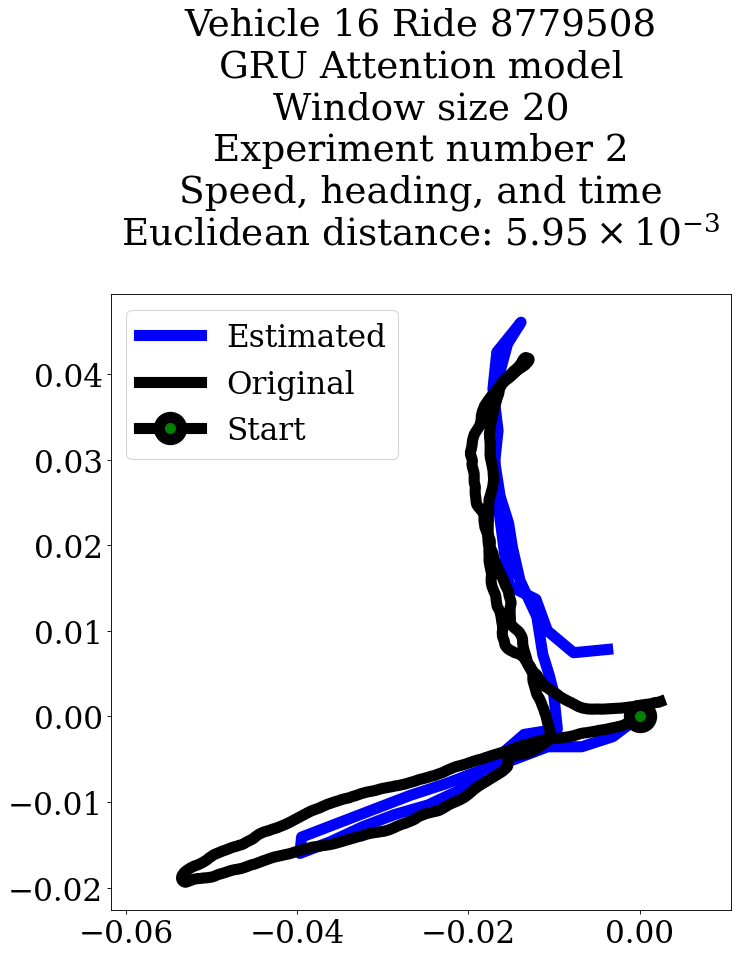 Vehicle 16 Ride 8779508
GRU Attention model
Window size 20
Experiment number 2
Speed, heading, and time
Euclidean distance: 5.95 × 10⁻³
Estimated
Original
Start
0.04
0.03
0.02
0.01
0.00
−0.01
−0.02
−0.06 −0.04 −0.02 0.00